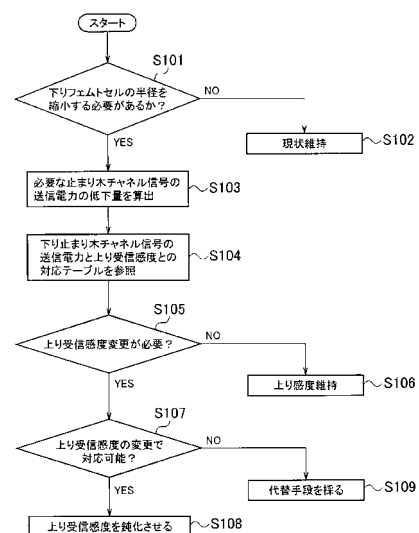 スタート
S101
下りフェムトセルの半径を
縮小する必要があるか?
NO
YES
現状維持
S102
必要な止まり木チャネル信号の
送信電力の低下量を算出
S103
下り止まり木チャネル信号の
送信電力と上り受信感度との
対応テーブルを参照
S104
S105
上り受信感度変更が必要?
NO
YES
上り感度維持
S106
S107
上り受信感度の変更で
対応可能?
NO
YES
代替手段を採る
S109
上り受信感度を鈍化させる
S108